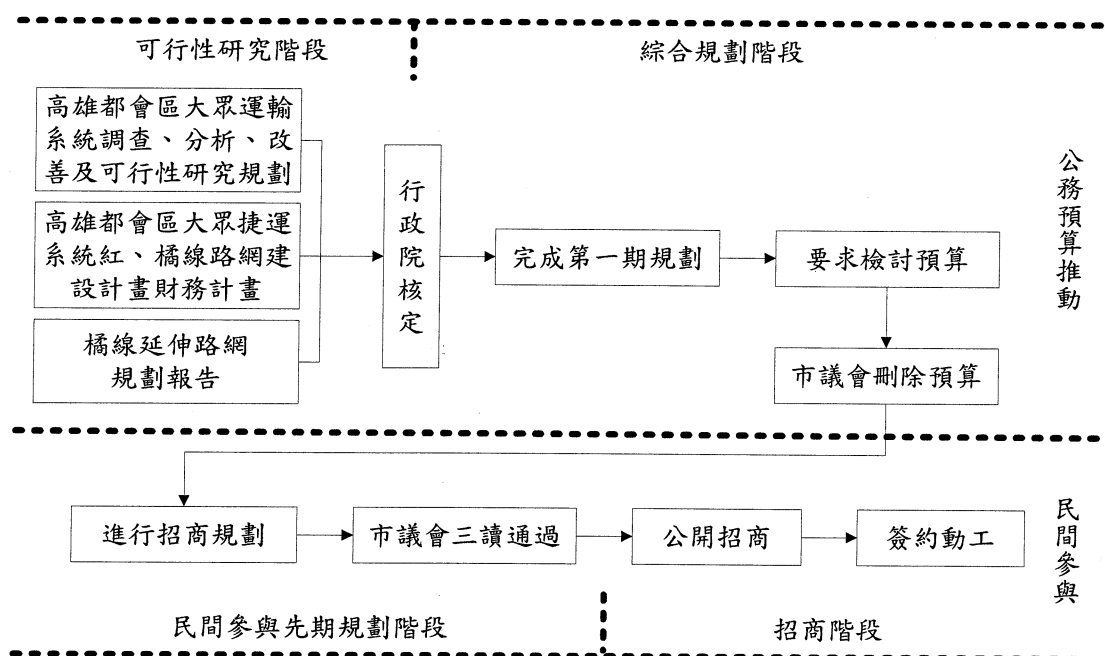 可行性研究階段
綜合規劃階段
高雄都會區大眾運輸
系統調查、分析、改
善及可行性研究規劃
高雄都會區大眾捷運
系統紅、橘線路網建
設計畫財務計畫
橘線延伸路網
規劃報告
行政院核定
完成第一期規劃
要求檢討預算
市議會刪除預算
公務預算推動
進行招商規劃
市議會三讀通過
公開招商
簽約動工
民間參與
民間參與先期規劃階段
招商階段